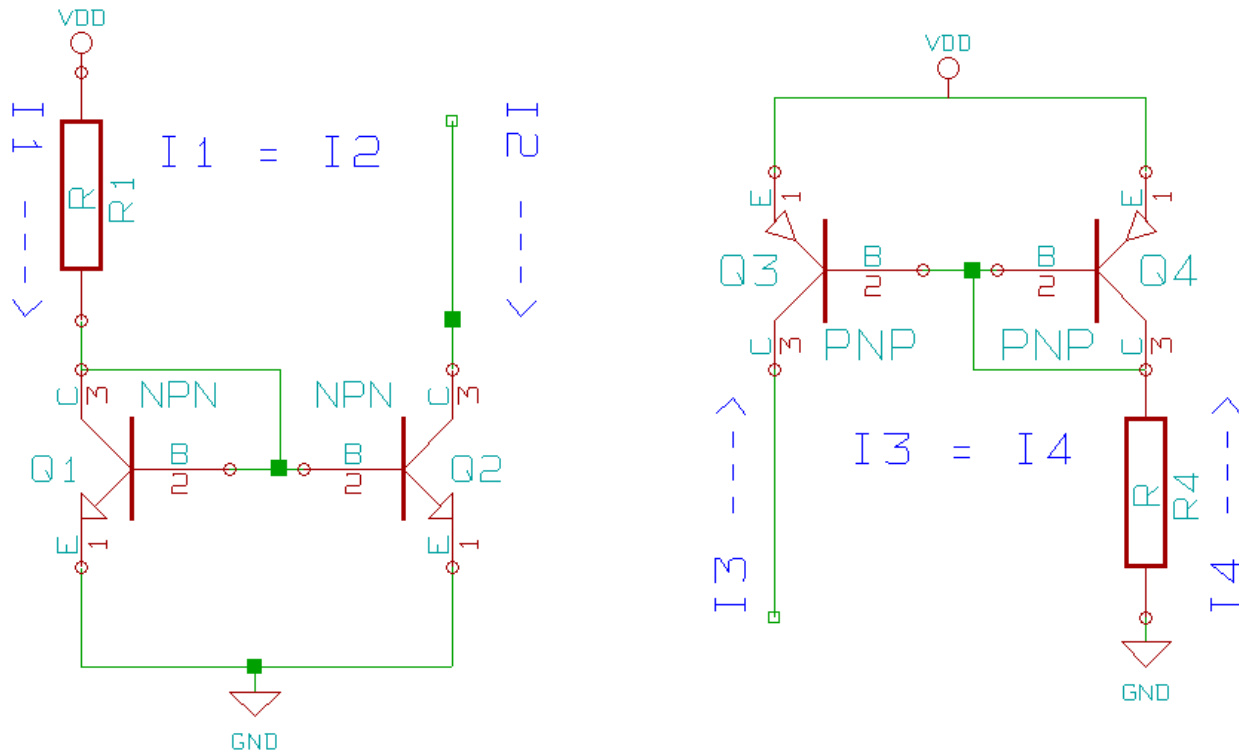 VDD
I1
R
R1
I1 = I2
I2
C
3
NPN
NPN
C
3
Q1
B
2
B
2
Q2
E
1
E
1
GND
VDD
E
1
E
1
Q3
B
2
B
2
Q4
C
3
PNP
PNP
C
3
I3 = I4
I3
R
R4
I4
GND